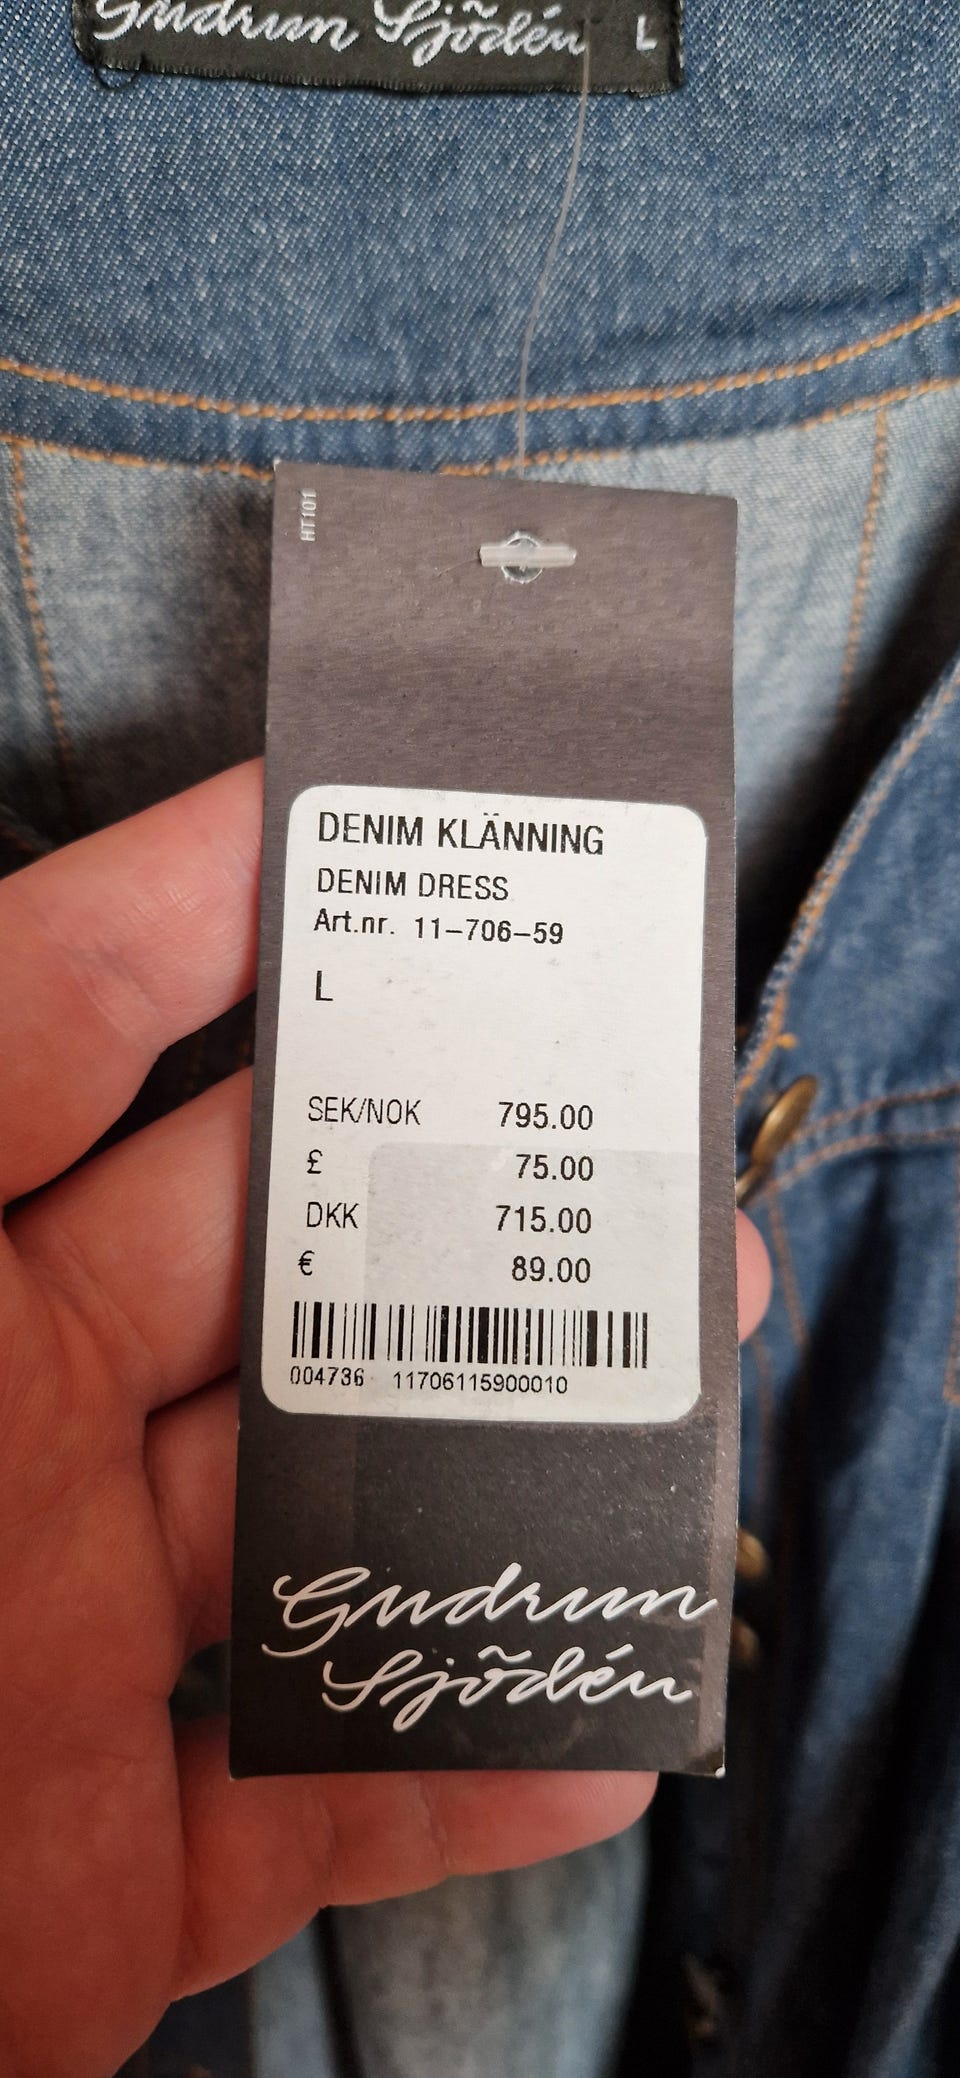 Gudrun Sjödén L
HT101
DENIM KLÄNNING
DENIM DRESS
Art.nr. 11-706-59
L
SEK/NOK 795.00
£ 75.00
DKK 715.00
€ 89.00
004736 11706115900010
Gudrun
Sjödén